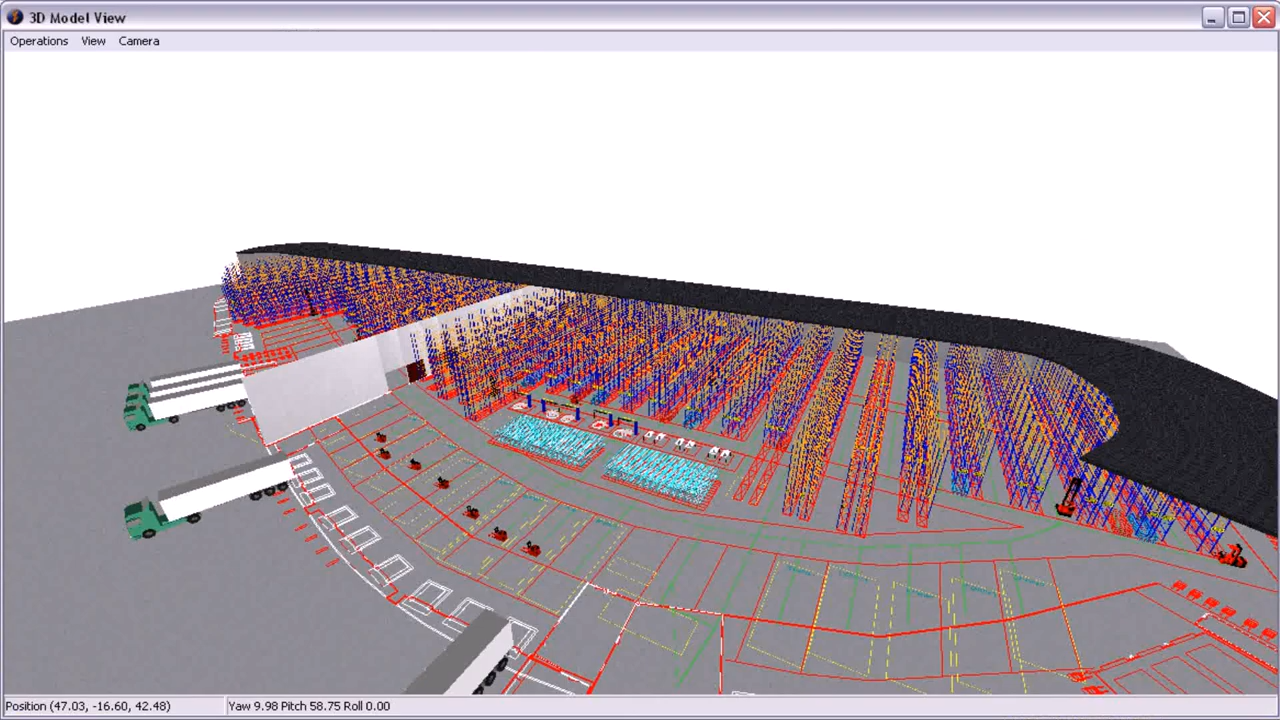 3D Model View
Operations View Camera
Position (47.03, -16.60, 42.48) Yaw 9.98 Pitch 58.75 Roll 0.00